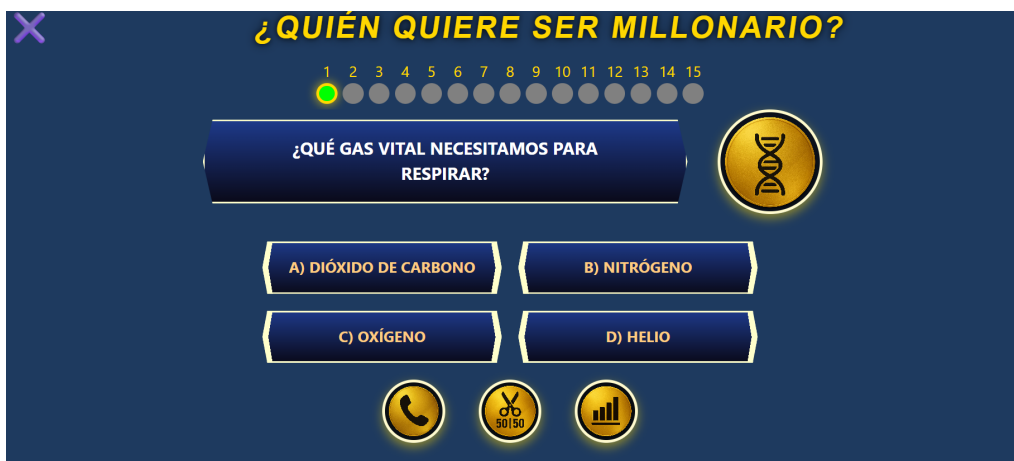 ¿QUIÉN QUIERE SER MILLONARIO?
1 2 3 4 5 6 7 8 9 10 11 12 13 14 15
¿QUÉ GAS VITAL NECESITAMOS PARA
RESPIRAR?
A) DIÓXIDO DE CARBONO
B) NITRÓGENO
C) OXÍGENO
D) HELIO
50|50